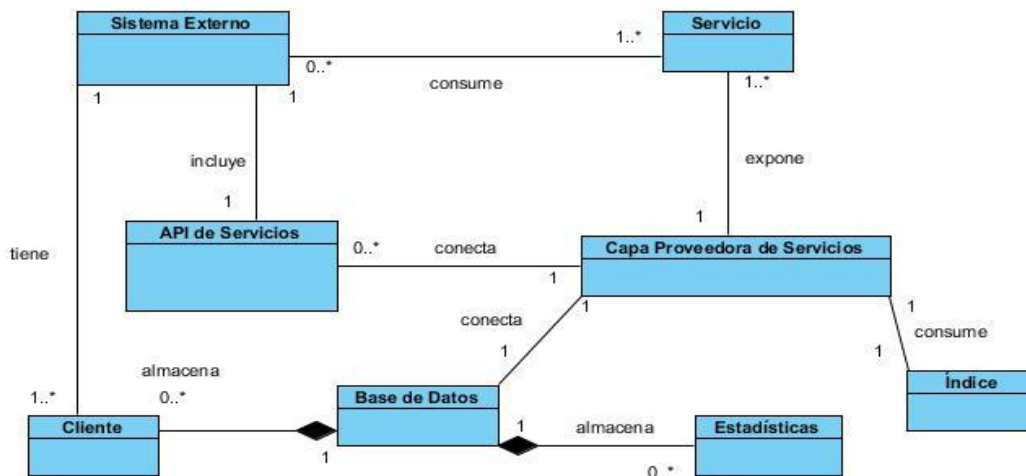 Sistema Externo
Servicio
1..*
0..*
consume
1
1
1..*
incluye
expone
1
1
API de Servicios
Capa Proveedora de Servicios
tiene
0..*
conecta
1
conecta
1
1
consume
1
1
almacena
Índice
1..*
0..*
Base de Datos
Cliente
1
1
almacena
Estadísticas
0..*